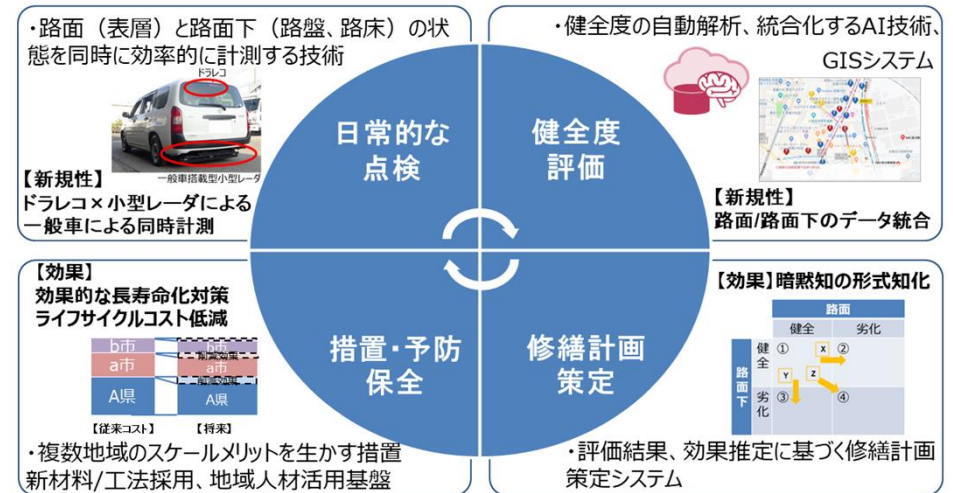 ・路面（表層）と路面下（路盤、路床）の状
態を同時に効率的に計測する技術
ドラレコ
一般車搭載型小型レーダ
【新規性】
ドラレコ×小型レーダによる
一般車による同時計測
日常的な
点検
健全度
評価
・健全度の自動解析、統合化するAI技術、
GISシステム
【新規性】
路面/路面下のデータ統合
【効果】
効果的な長寿命化対策
ライフサイクルコスト低減
b市
a市
A県
b市
削減効果
a市
削減効果
A県
【従来コスト】
【将来】
・複数地域のスケールメリットを生かす措置
新材料/工法採用、地域人材活用基盤
措置・予防
保全
修繕計画
策定
【効果】暗黙知の形式知化
路面
健全
劣化
路面下
健全
劣化
①
X
②
Y
Z
③
④
・評価結果、効果推定に基づく修繕計画
策定システム